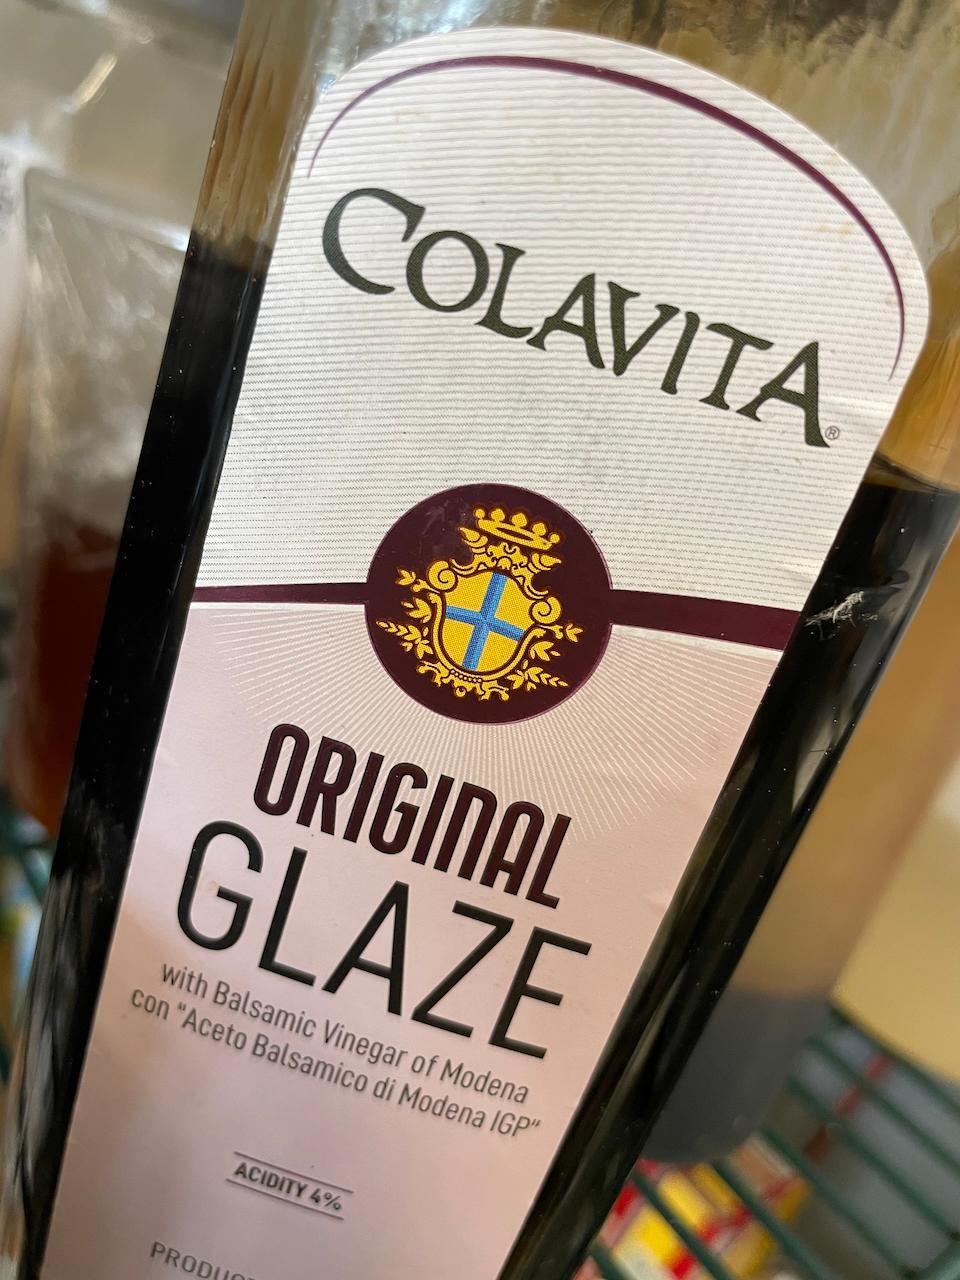 COLAVITA®
ORIGINAL
GLAZE
with Balsamic Vinegar of Modena
con "Aceto Balsamico di Modena IGP"
ACIDITY 4%